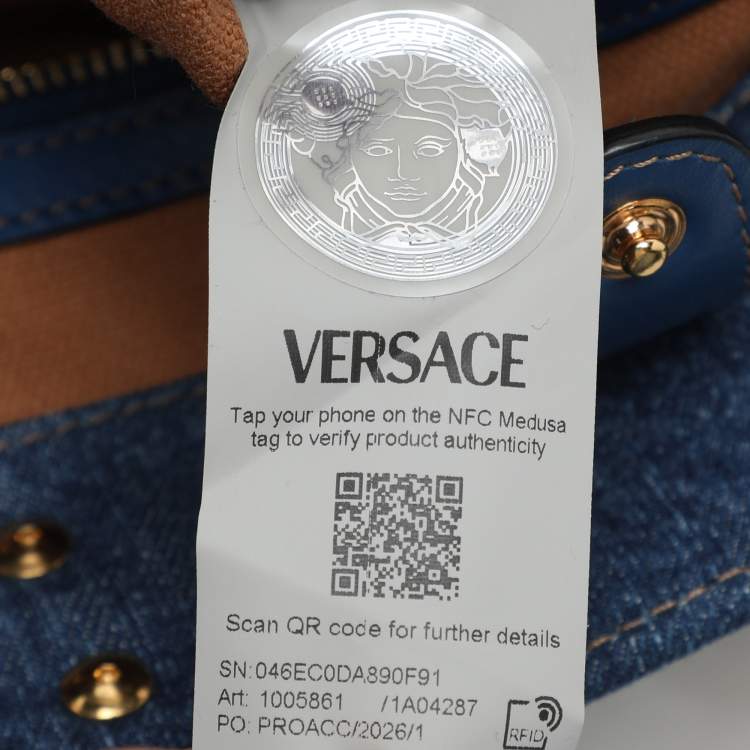 VERSACE
Tap your phone on the NFC Medusa
tag to verify product authenticity
Scan QR code for further details
SN:046EC0DA890F91
Art: 1005861 /1A04287
PO: PROACC/2026/1
RFID